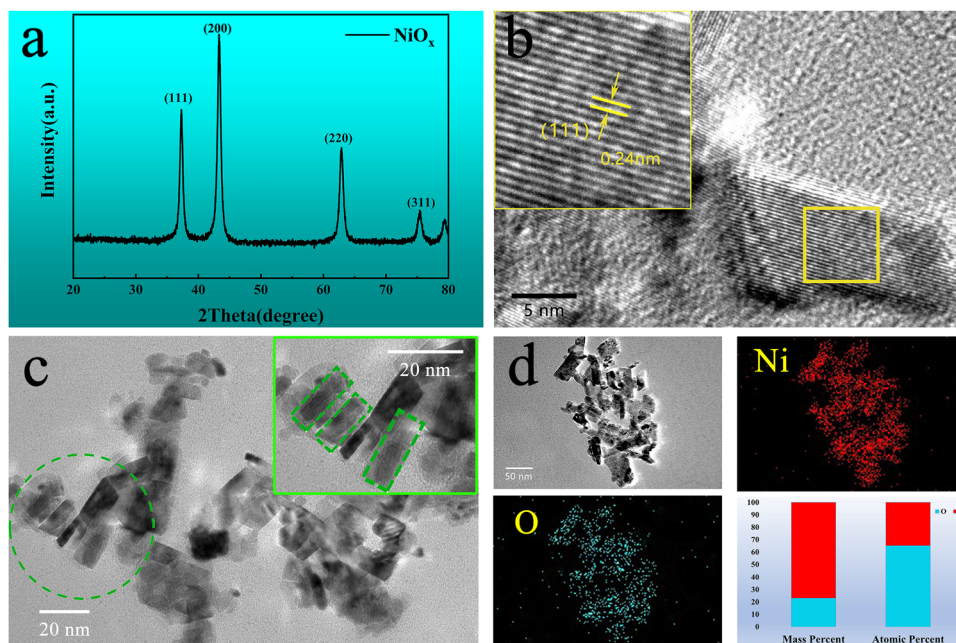 a
NiOₓ
(111)
(200)
(220)
(311)
Intensity(a.u.)
20
30
40
50
60
70
80
2Theta(degree)
b
(111)
0.24nm
5 nm
c
20 nm
20 nm
d
50 nm
Ni
O
100
90
80
70
60
50
40
30
20
10
0
O
Mass Percent
Atomic Percent